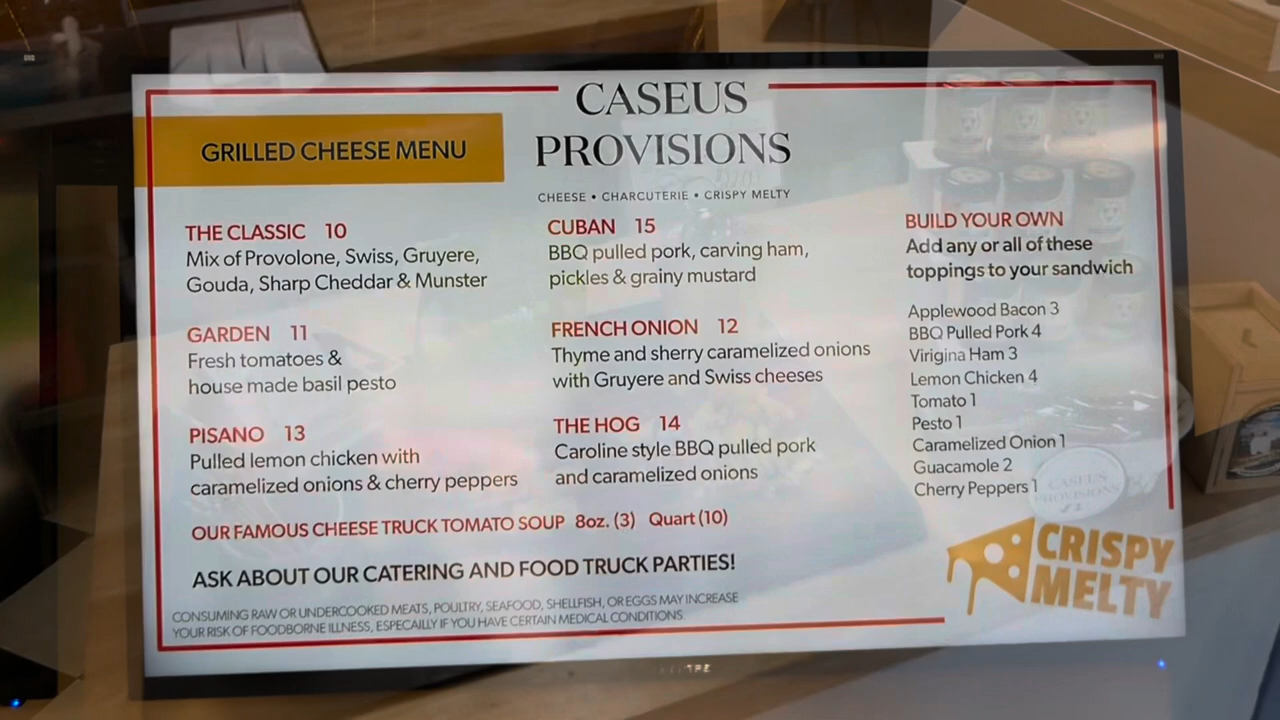 CASEUS
PROVISIONS
CHEESE • CHARCUTERIE • CRISPY MELTY
GRILLED CHEESE MENU
THE CLASSIC 10
Mix of Provolone, Swiss, Gruyere,
Gouda, Sharp Cheddar & Munster
GARDEN 11
Fresh tomatoes &
house made basil pesto
PISANO 13
Pulled lemon chicken with
caramelized onions & cherry peppers
CUBAN 15
BBQ pulled pork, carving ham,
pickles & grainy mustard
FRENCH ONION 12
Thyme and sherry caramelized onions
with Gruyere and Swiss cheeses
THE HOG 14
Caroline style BBQ pulled pork
and caramelized onions
BUILD YOUR OWN
Add any or all of these
toppings to your sandwich
Applewood Bacon 3
BBQ Pulled Pork 4
Virigina Ham 3
Lemon Chicken 4
Tomato 1
Pesto 1
Caramelized Onion 1
Guacamole 2
Cherry Peppers 1
CASEUS
PROVISIONS
OUR FAMOUS CHEESE TRUCK TOMATO SOUP 8oz. (3) Quart (10)
ASK ABOUT OUR CATERING AND FOOD TRUCK PARTIES!
CONSUMING RAW OR UNDERCOOKED MEATS, POULTRY, SEAFOOD, SHELLFISH, OR EGGS MAY INCREASE
YOUR RISK OF FOODBORNE ILLNESS, ESPECAILLY IF YOU HAVE CERTAIN MEDICAL CONDITIONS.
CRISPY
MELTY